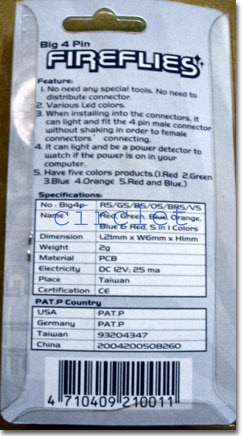 Big 4 Pin
FIREFLIES
Feature:
1. No need any special tools. No need to
distribute connector.
2. Various Led colors.
3. When installing into the connectors, it
can light and fit the 4 pin male connector
without shaking in order to female
connectors' connecting.
4. It can light and be a power detector to
watch if the power is on in your
computer.
5. Have five colors products.(1.Red 2.Green
3.Blue 4.Orange 5.Red and Blue.)
Specifications:
No : Big4p- RS/GS/BS/OS/BRS/VS
Name Red, Green, Blue, Orange,
Blue & Red, 5 in 1 Colors
Dimension L21mm x W6mm x H1mm
Weight 2g
Material PCB
Electricity DC 12V; 25 ma
Place Taiwan
Certification CE
PAT.P Country
USA PAT.P
Germany PAT.P
Taiwan 93204347
China 2004200508260
4 710409 210011